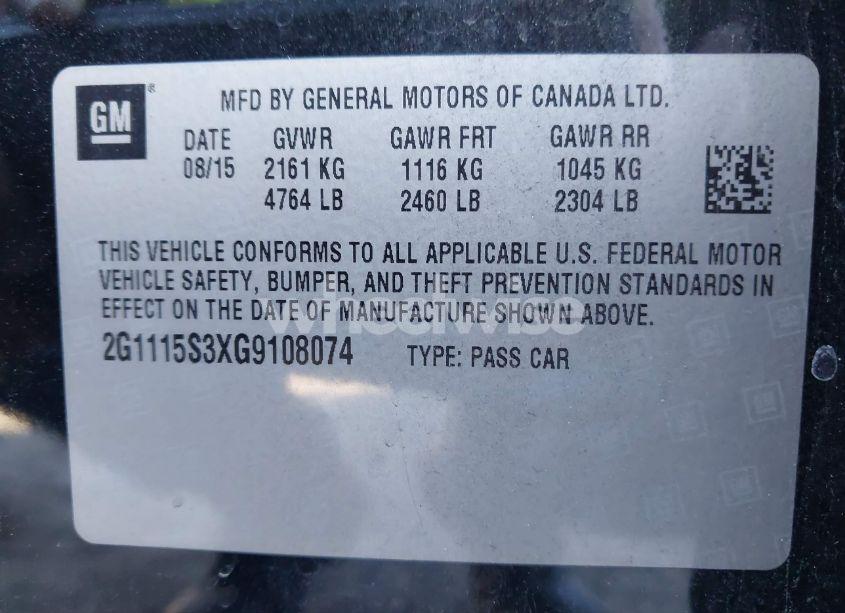 GM
MFD BY GENERAL MOTORS OF CANADA LTD.
DATE GVWR GAWR FRT GAWR RR
08/15 2161 KG 1116 KG 1045 KG
4764 LB 2460 LB 2304 LB
THIS VEHICLE CONFORMS TO ALL APPLICABLE U.S. FEDERAL MOTOR
VEHICLE SAFETY, BUMPER, AND THEFT PREVENTION STANDARDS IN
EFFECT ON THE DATE OF MANUFACTURE SHOWN ABOVE.
wheelwise
2G1115S3XG9108074 TYPE: PASS CAR